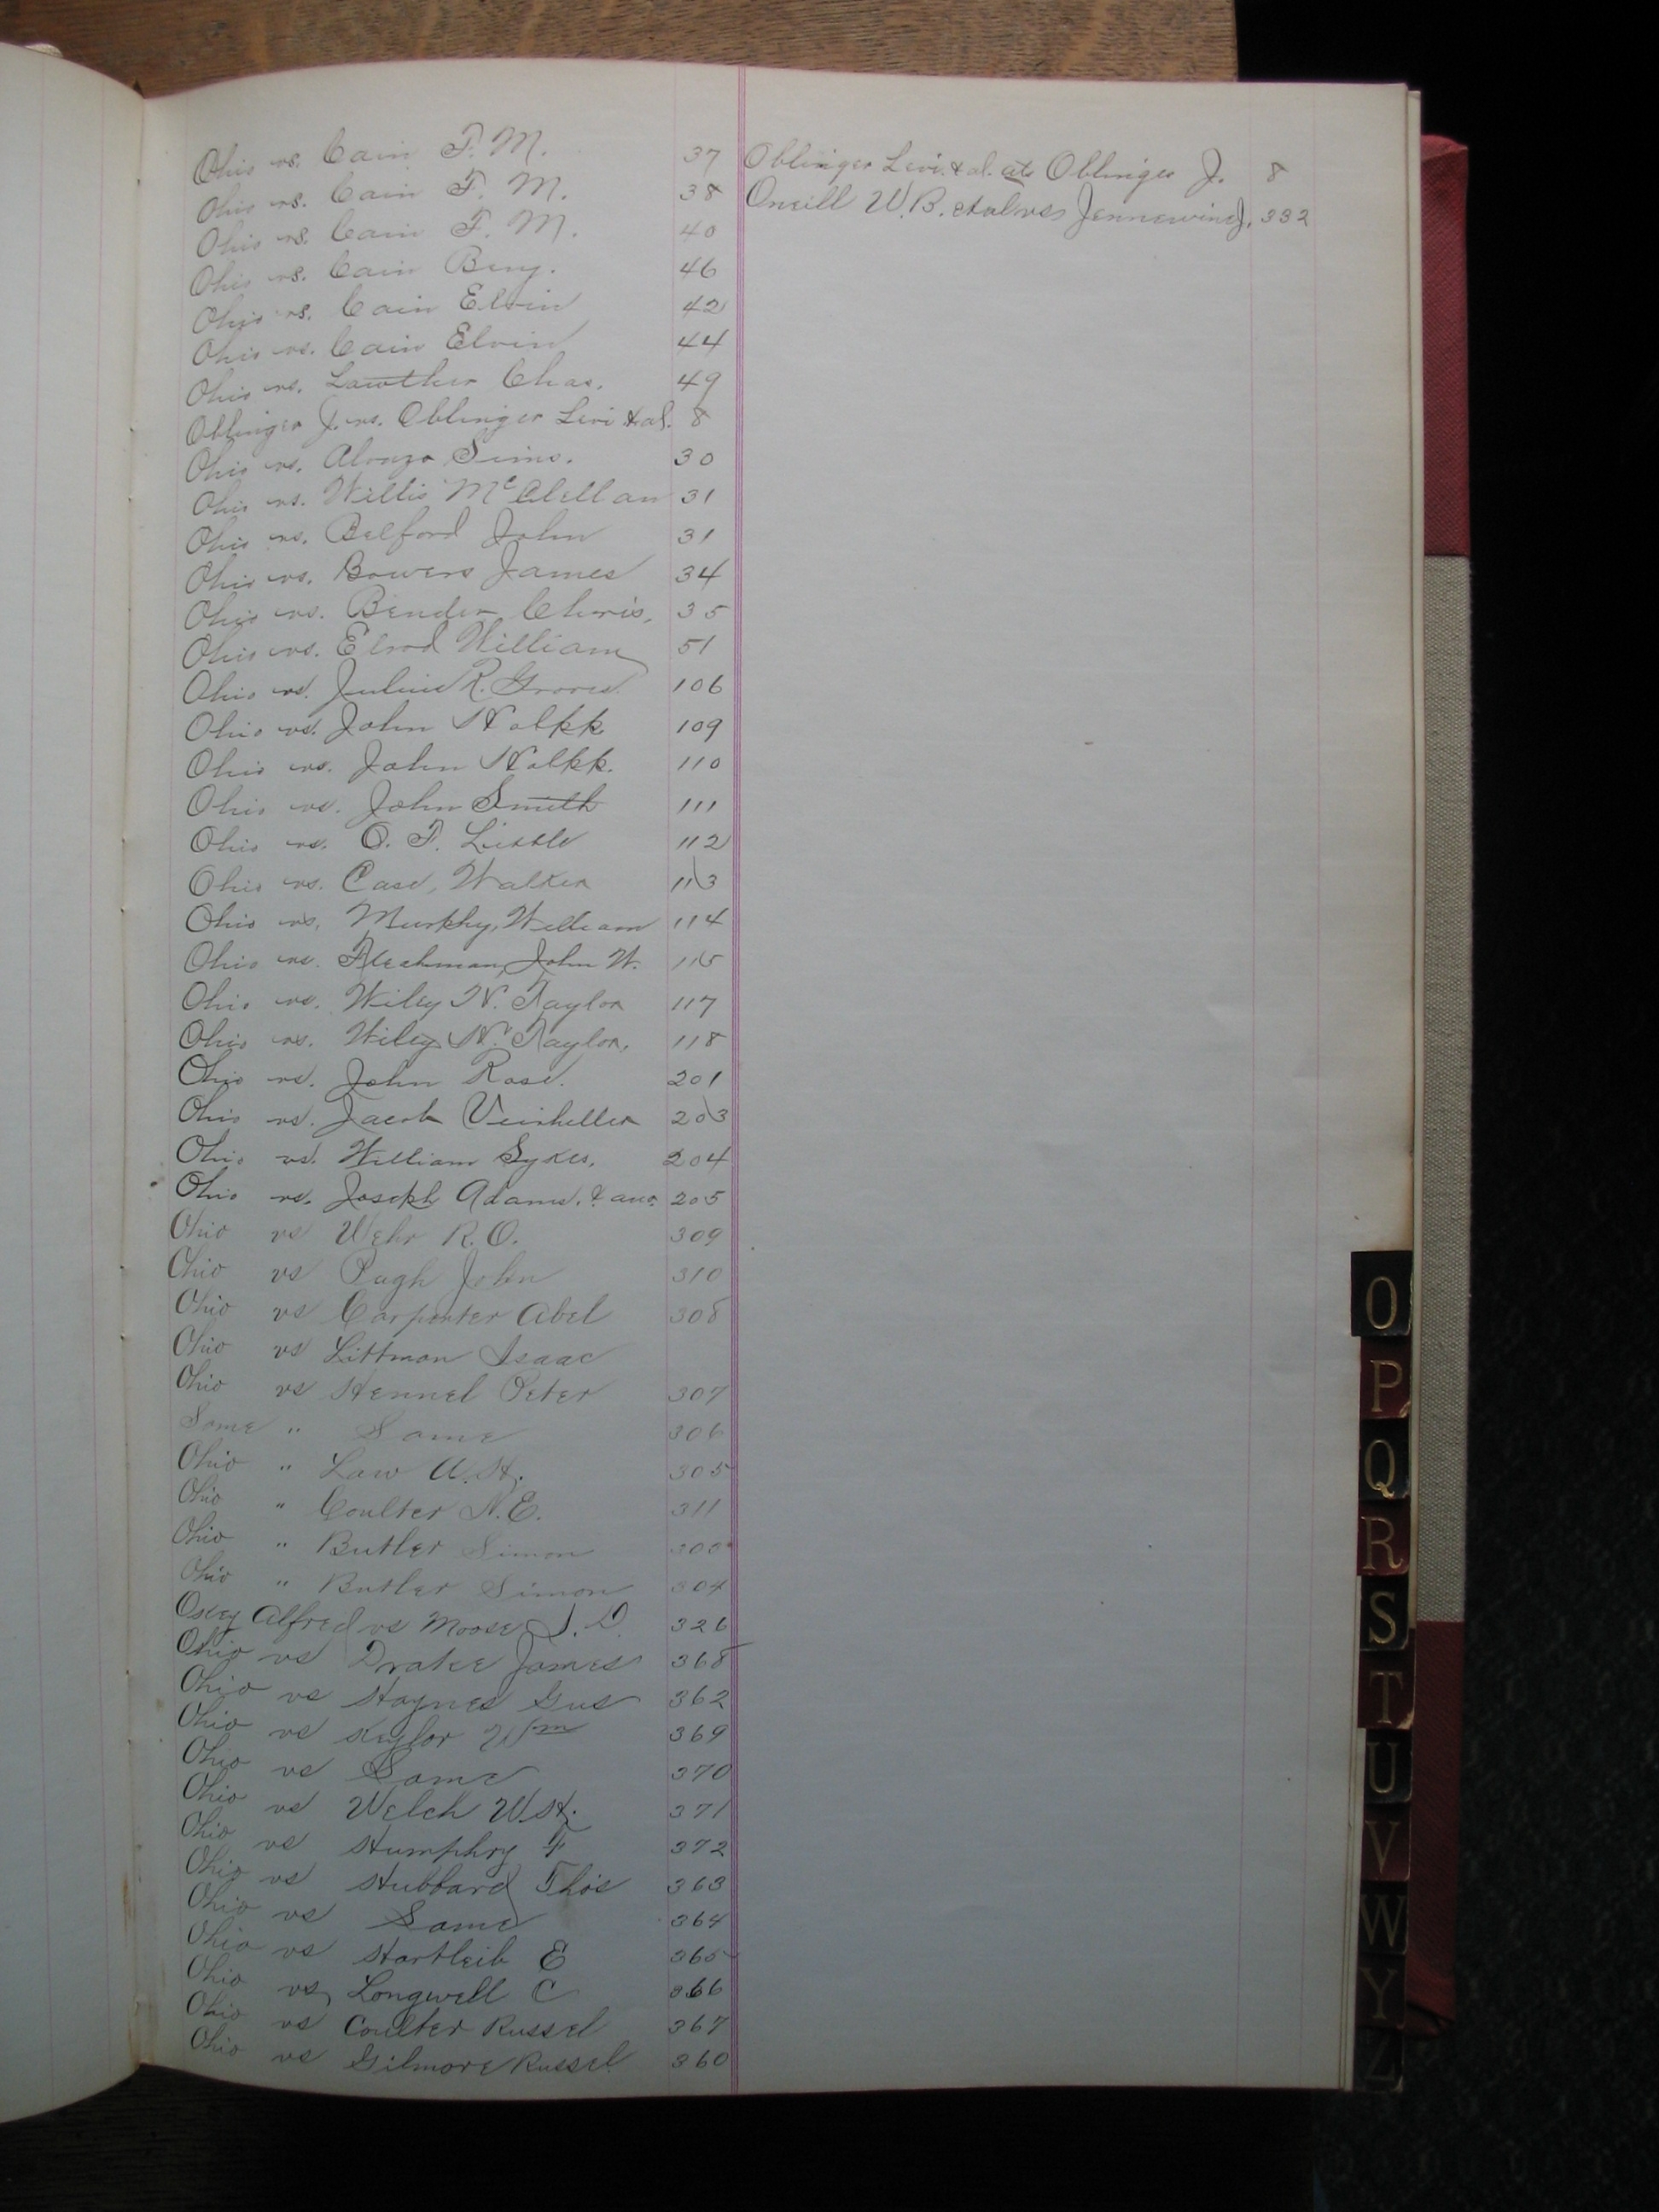 Ohio vs. Cain F. M. 37
Ohio vs. Cain F. M. 38
Ohio vs. Cain F. M. 40
Ohio vs. Cain Benj. 46
Ohio vs. Cain Elvin 42
Ohio vs. Cain Elvin 44
Ohio vs. Lawther Chas. 49
Oblinger J. vs. Oblinger Levi & al. 8
Ohio vs. Alonzo Sims. 30
Ohio vs. Willis McClellan 31
Ohio vs. Belford John 31
Ohio vs. Bowers James 34
Ohio vs. Bender Chris. 35
Ohio vs. Elrod William 51
Ohio vs. Julius R. Groves. 106
Ohio vs. John 109
Ohio vs. John 110
Ohio vs. John Smith 111
Ohio vs. O. F. Little 112
Ohio vs. Case, Walker 113
Ohio vs. Murphy, William 114
Ohio vs. John W. 115
Ohio vs. Wiley H. Taylor 117
Ohio vs. Wiley H. Taylor, 118
Ohio vs. John Rose. 201
Ohio vs. Jacob 203
Ohio vs. William Sykes. 204
Ohio vs. Joseph Adams, & ano. 205
Ohio vs Wehr R. O. 309
Ohio vs Pugh John 310
Ohio vs Carpenter Abel 308
Ohio vs Littman Isaac
Ohio vs Hennel Peter 307
Same " Same 306
Ohio " Law W. H. 305
Ohio " Coulter N. E. 311
Ohio " Butler Simon
Ohio " Butler Simon 304
Alfred vs Moose J. D. 326
Ohio vs Drake James 368
Ohio vs Haynes Gus 362
Ohio vs Keylor Wm 369
Ohio vs Same 370
Ohio vs Welch W. H. 371
Ohio vs Humphry F 372
Ohio vs Hubbard Thos 363
Ohio vs Same 364
Ohio vs Hartleib E 365
Ohio vs Longwell C 366
Ohio vs Coulter Russel 367
Ohio vs Gilmore Russel 360
Oblinger Levi. & al. ats Oblinger J. 8
Oneill W. B. et al vs Jennewine J. 332
O
P
Q
R
S
T
U
V
W
Y
Z